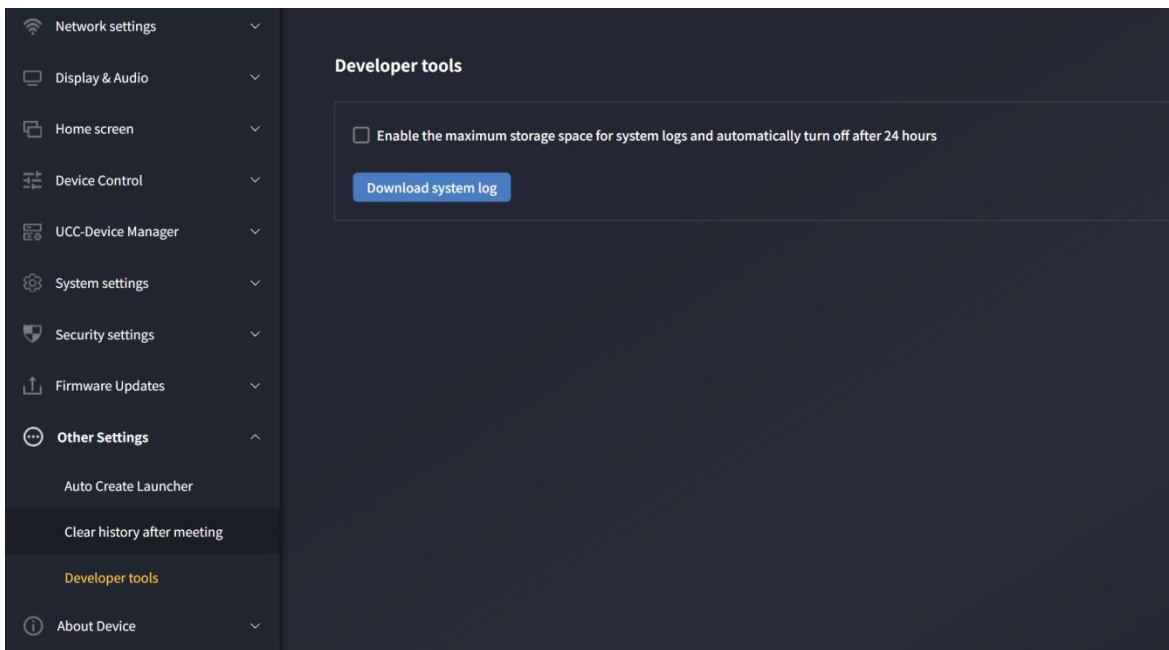 Network settings
Display & Audio
Home screen
Device Control
UCC-Device Manager
System settings
Security settings
Firmware Updates
Other Settings
Auto Create Launcher
Clear history after meeting
Developer tools
About Device
Developer tools
Enable the maximum storage space for system logs and automatically turn off after 24 hours
Download system log